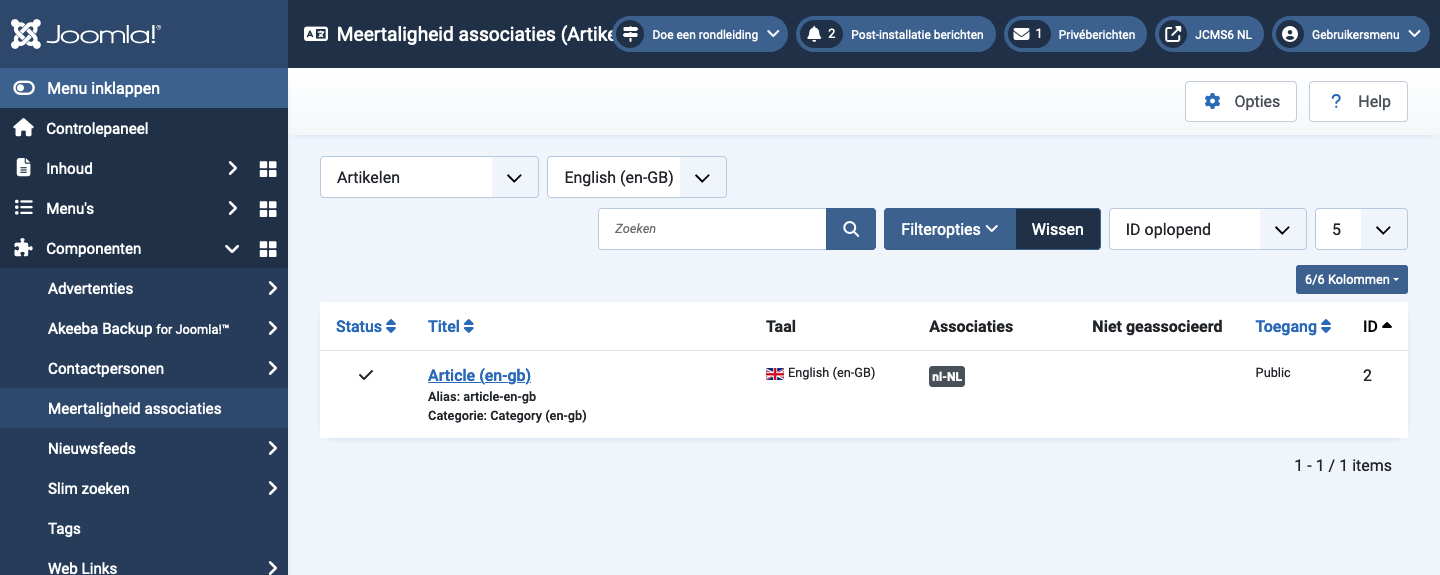 Joomla!®
Meertaligheid associaties (Artike
Doe een rondleiding
2 Post-installatie berichten
1 Privéberichten
JCMS6 NL
Gebruikersmenu
Menu inklappen
Controlepaneel
Inhoud
Menu's
Componenten
Advertenties
Akeeba Backup for Joomla!™
Contactpersonen
Meertaligheid associaties
Nieuwsfeeds
Slim zoeken
Tags
Web Links
Opties
? Help
Artikelen
English (en-GB)
Zoeken
Filteropties
Wissen
ID oplopend
5
6/6 Kolommen
Status Titel Taal Associaties Niet geassocieerd Toegang ID
Article (en-gb) English (en-GB) nl-NL Public 2
Alias: article-en-gb
Categorie: Category (en-gb)
1 - 1 / 1 items